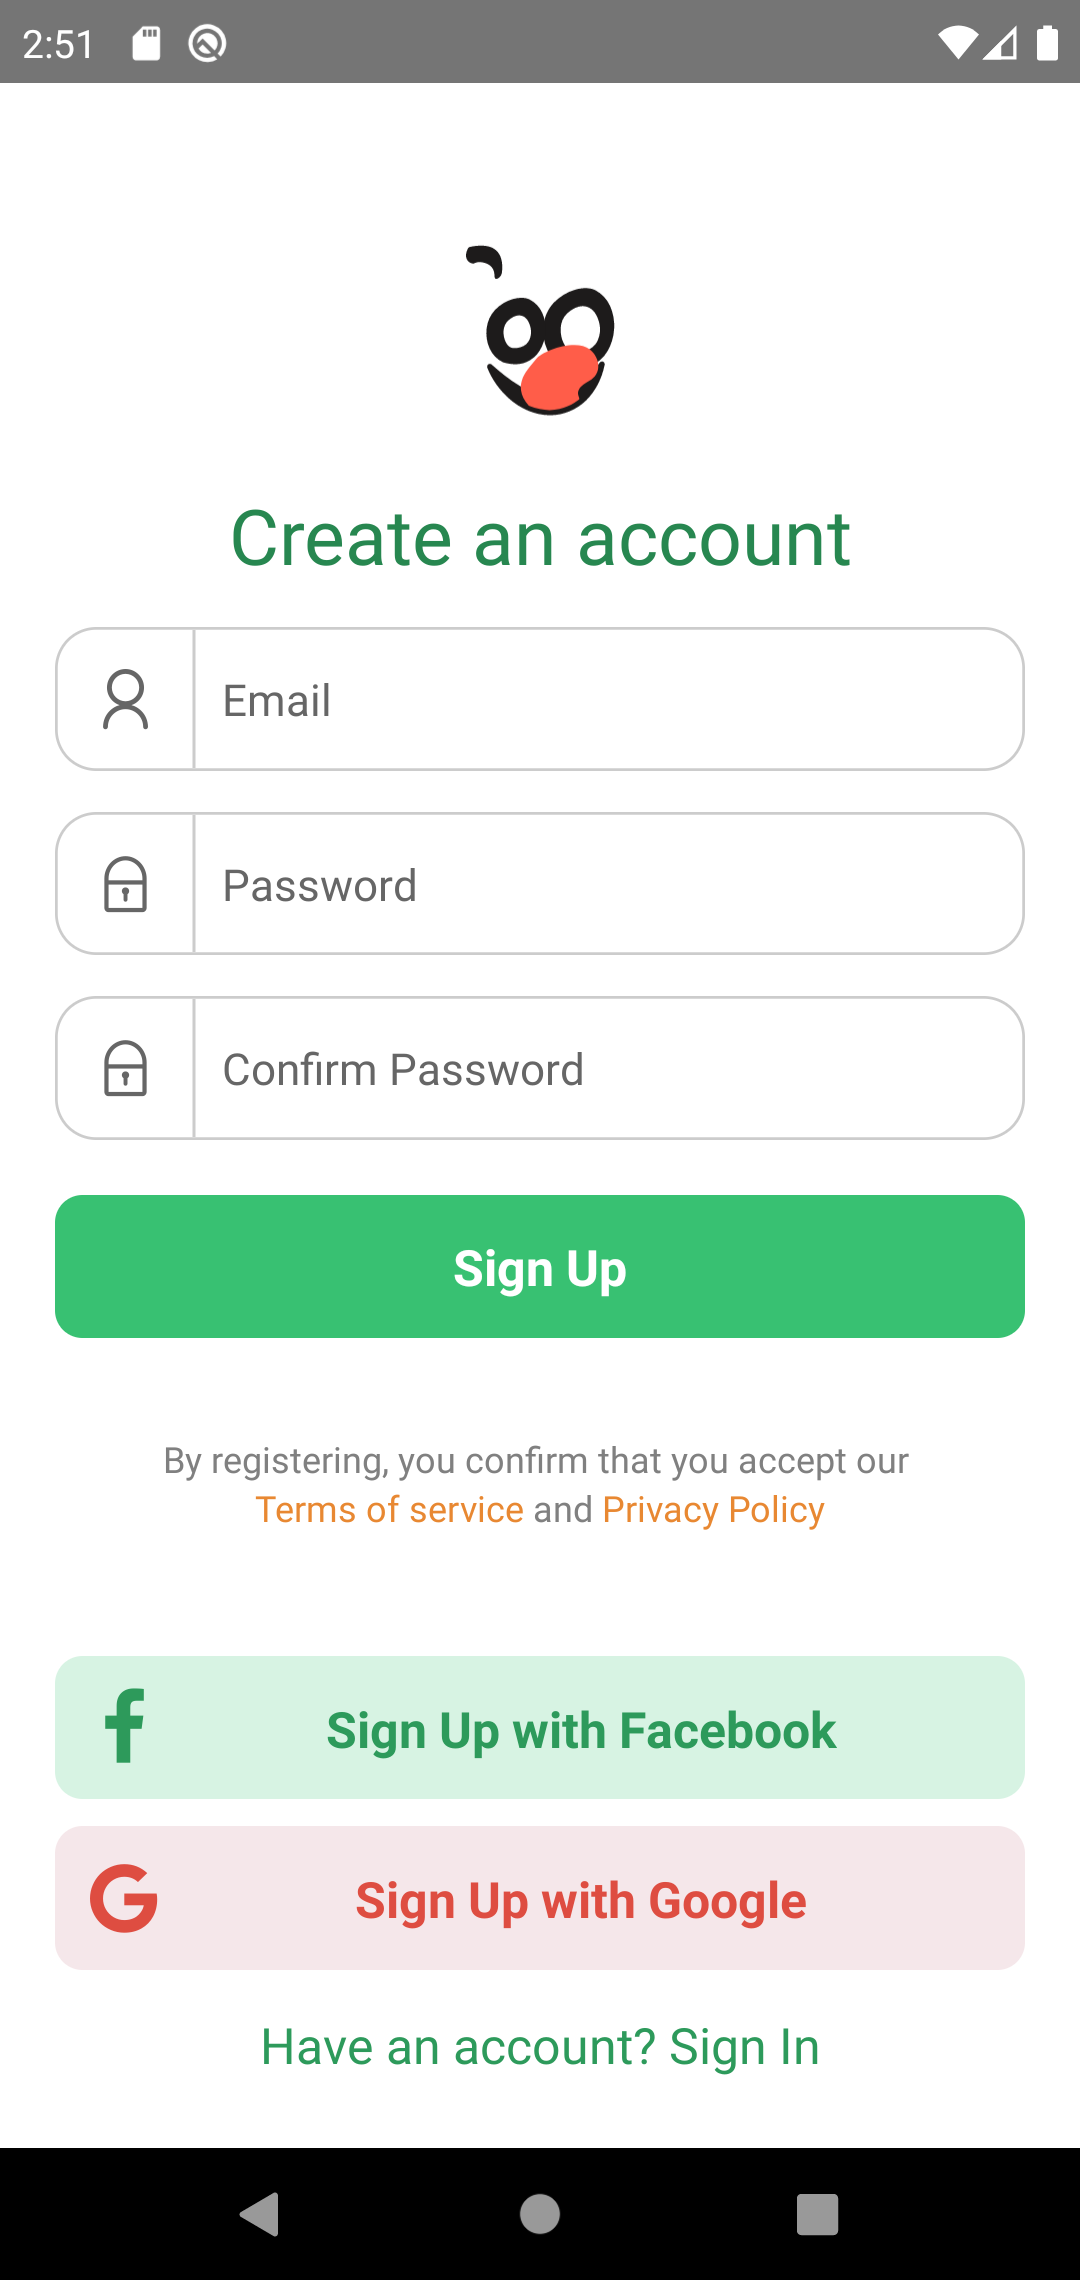 2:51
Create an account
Email
Password
Confirm Password
Sign Up
By registering, you confirm that you accept our
Terms of service and Privacy Policy
Sign Up with Facebook
Sign Up with Google
Have an account? Sign In